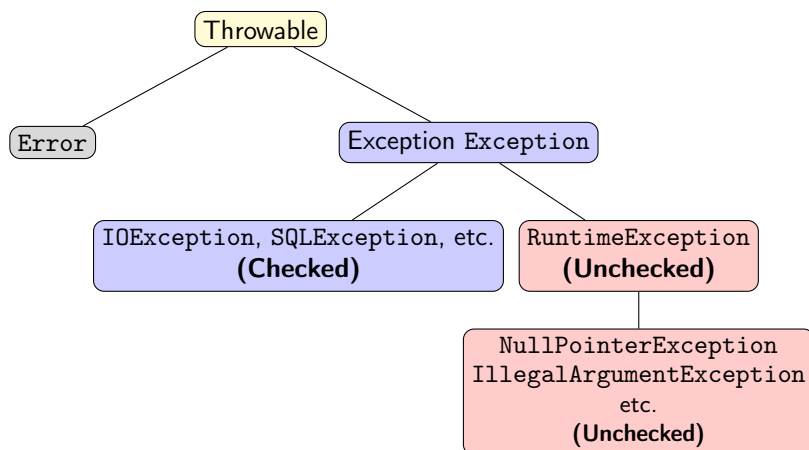 Throwable
Error
Exception Exception
IOException, SQLException, etc.
(Checked)
RuntimeException
(Unchecked)
NullPointerException
IllegalArgumentException
etc.
(Unchecked)